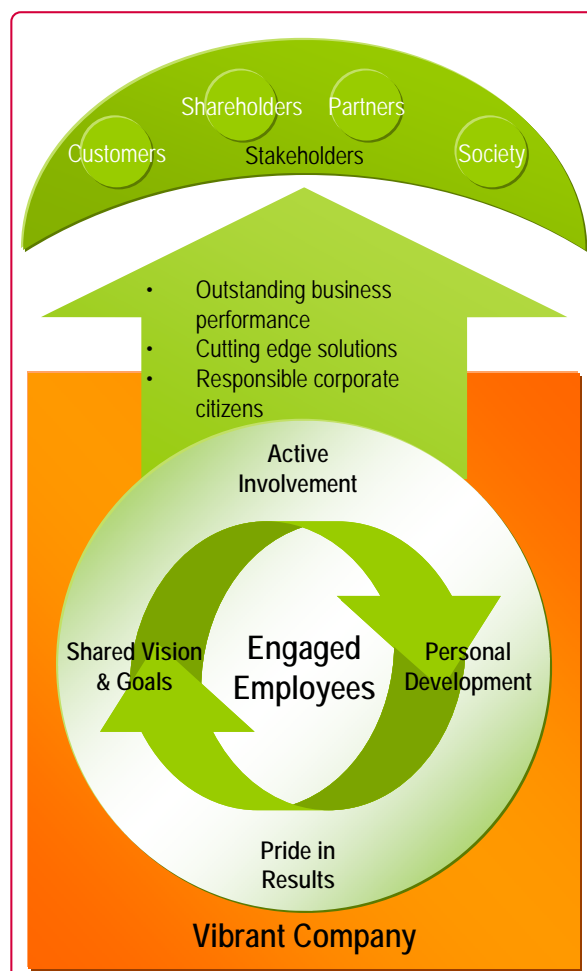 Shareholders
Partners
Customers
Stakeholders
Society
• Outstanding business
performance
• Cutting edge solutions
• Responsible corporate
citizens
Active
Involvement
Shared Vision
& Goals
Engaged
Employees
Personal
Development
Pride in
Results
Vibrant Company